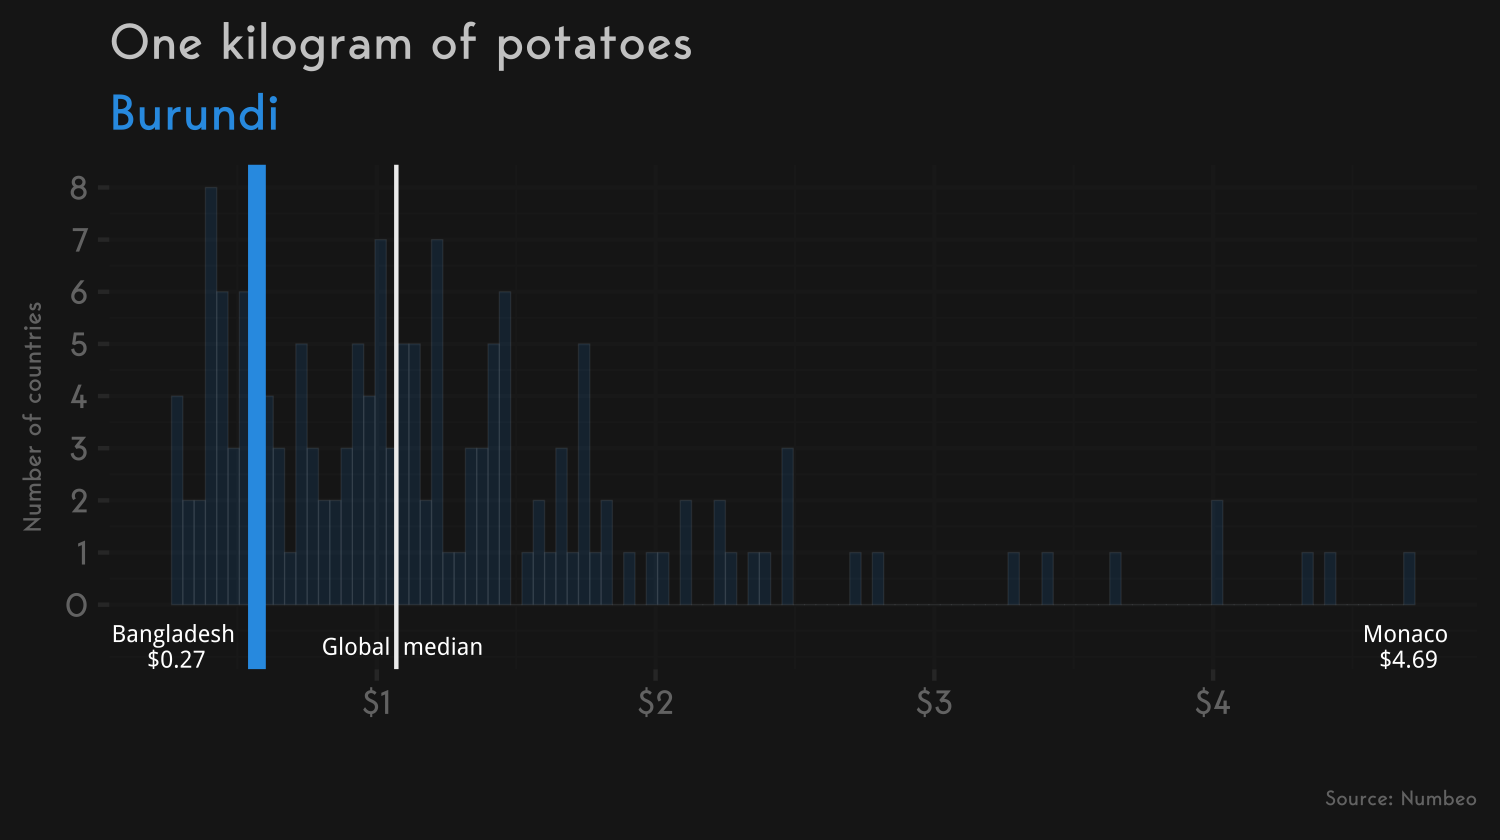 One kilogram of potatoes
Burundi
Number of countries
8
7
6
5
4
3
2
1
0
Bangladesh
$0.27
Global median
Monaco
$4.69
$1 $2 $3 $4
Source: Numbeo